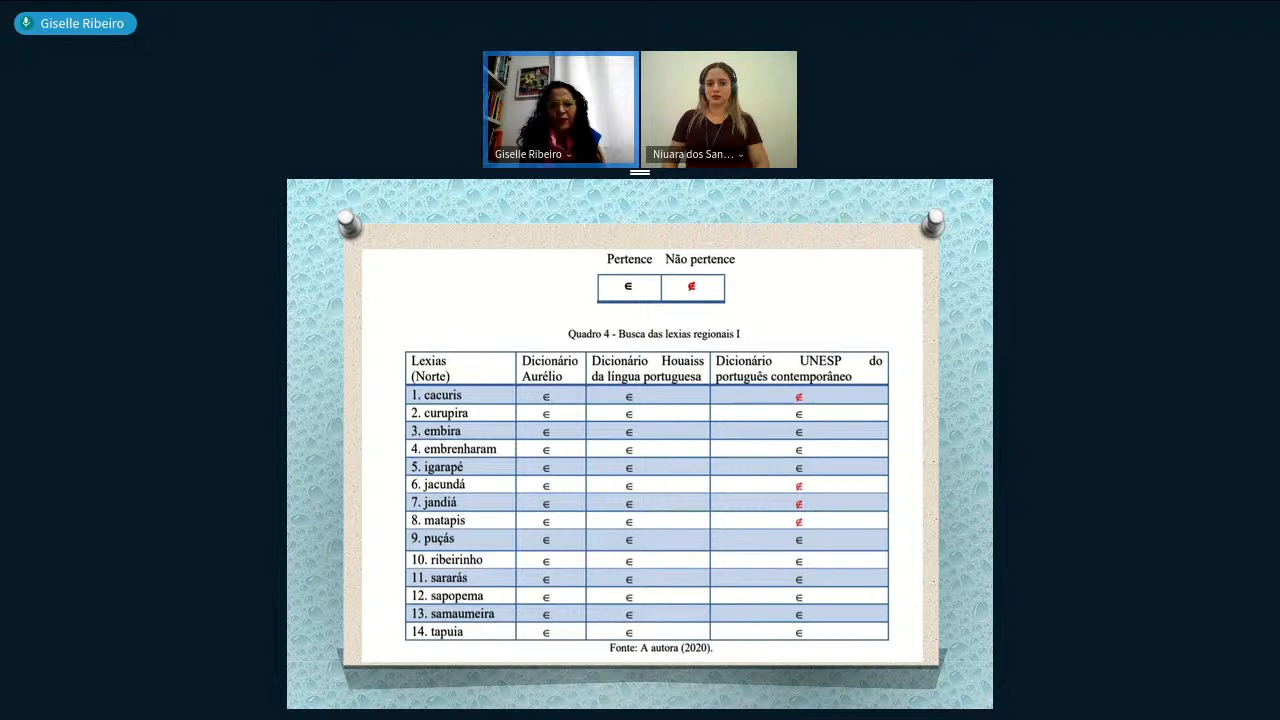 Giselle Ribeiro
Giselle Ribeiro
Niuara dos San...
Pertence Não pertence
∈ ∉
Quadro 4 - Busca das lexias regionais I
Lexias (Norte) Dicionário Aurélio Dicionário Houaiss da língua portuguesa Dicionário UNESP do português contemporâneo
1. cacuris ∈ ∈ ∉
2. curupira ∈ ∈ ∈
3. embira ∈ ∈ ∈
4. embrenharam ∈ ∈ ∈
5. igarapé ∈ ∈ ∈
6. jacundá ∈ ∈ ∉
7. jandiá ∈ ∈ ∉
8. matapis ∈ ∈ ∉
9. puçás ∈ ∈ ∈
10. ribeirinho ∈ ∈ ∈
11. sararás ∈ ∈ ∈
12. sapopema ∈ ∈ ∈
13. samaumeira ∈ ∈ ∈
14. tapuia ∈ ∈ ∈
Fonte: A autora (2020).